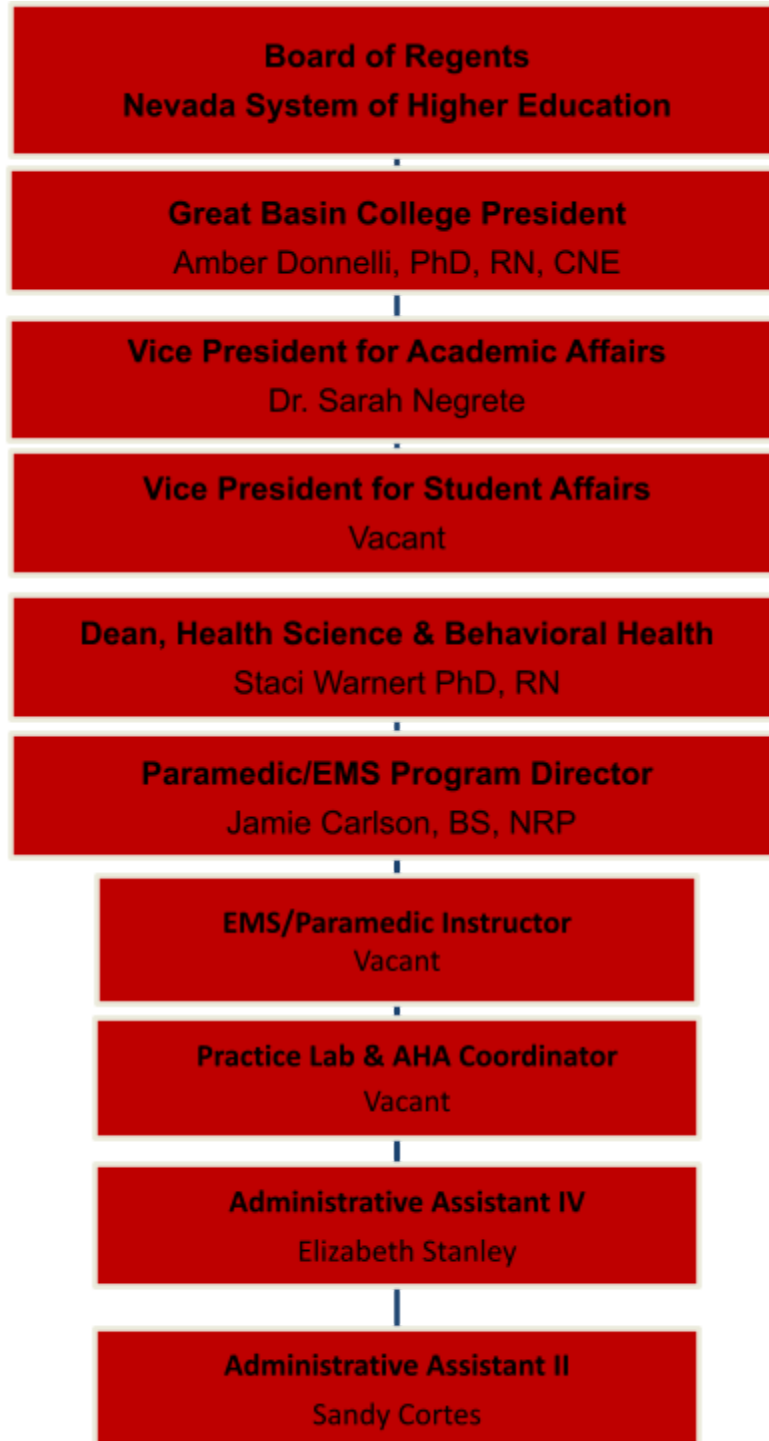 Board of Regents
Nevada System of Higher Education
Great Basin College President
Amber Donnelli, PhD, RN, CNE
Vice President for Academic Affairs
Dr. Sarah Negrete
Vice President for Student Affairs
Vacant
Dean, Health Science & Behavioral Health
Staci Warnert PhD, RN
Paramedic/EMS Program Director
Jamie Carlson, BS, NRP
EMS/Paramedic Instructor
Vacant
Practice Lab & AHA Coordinator
Vacant
Administrative Assistant IV
Elizabeth Stanley
Administrative Assistant II
Sandy Cortes